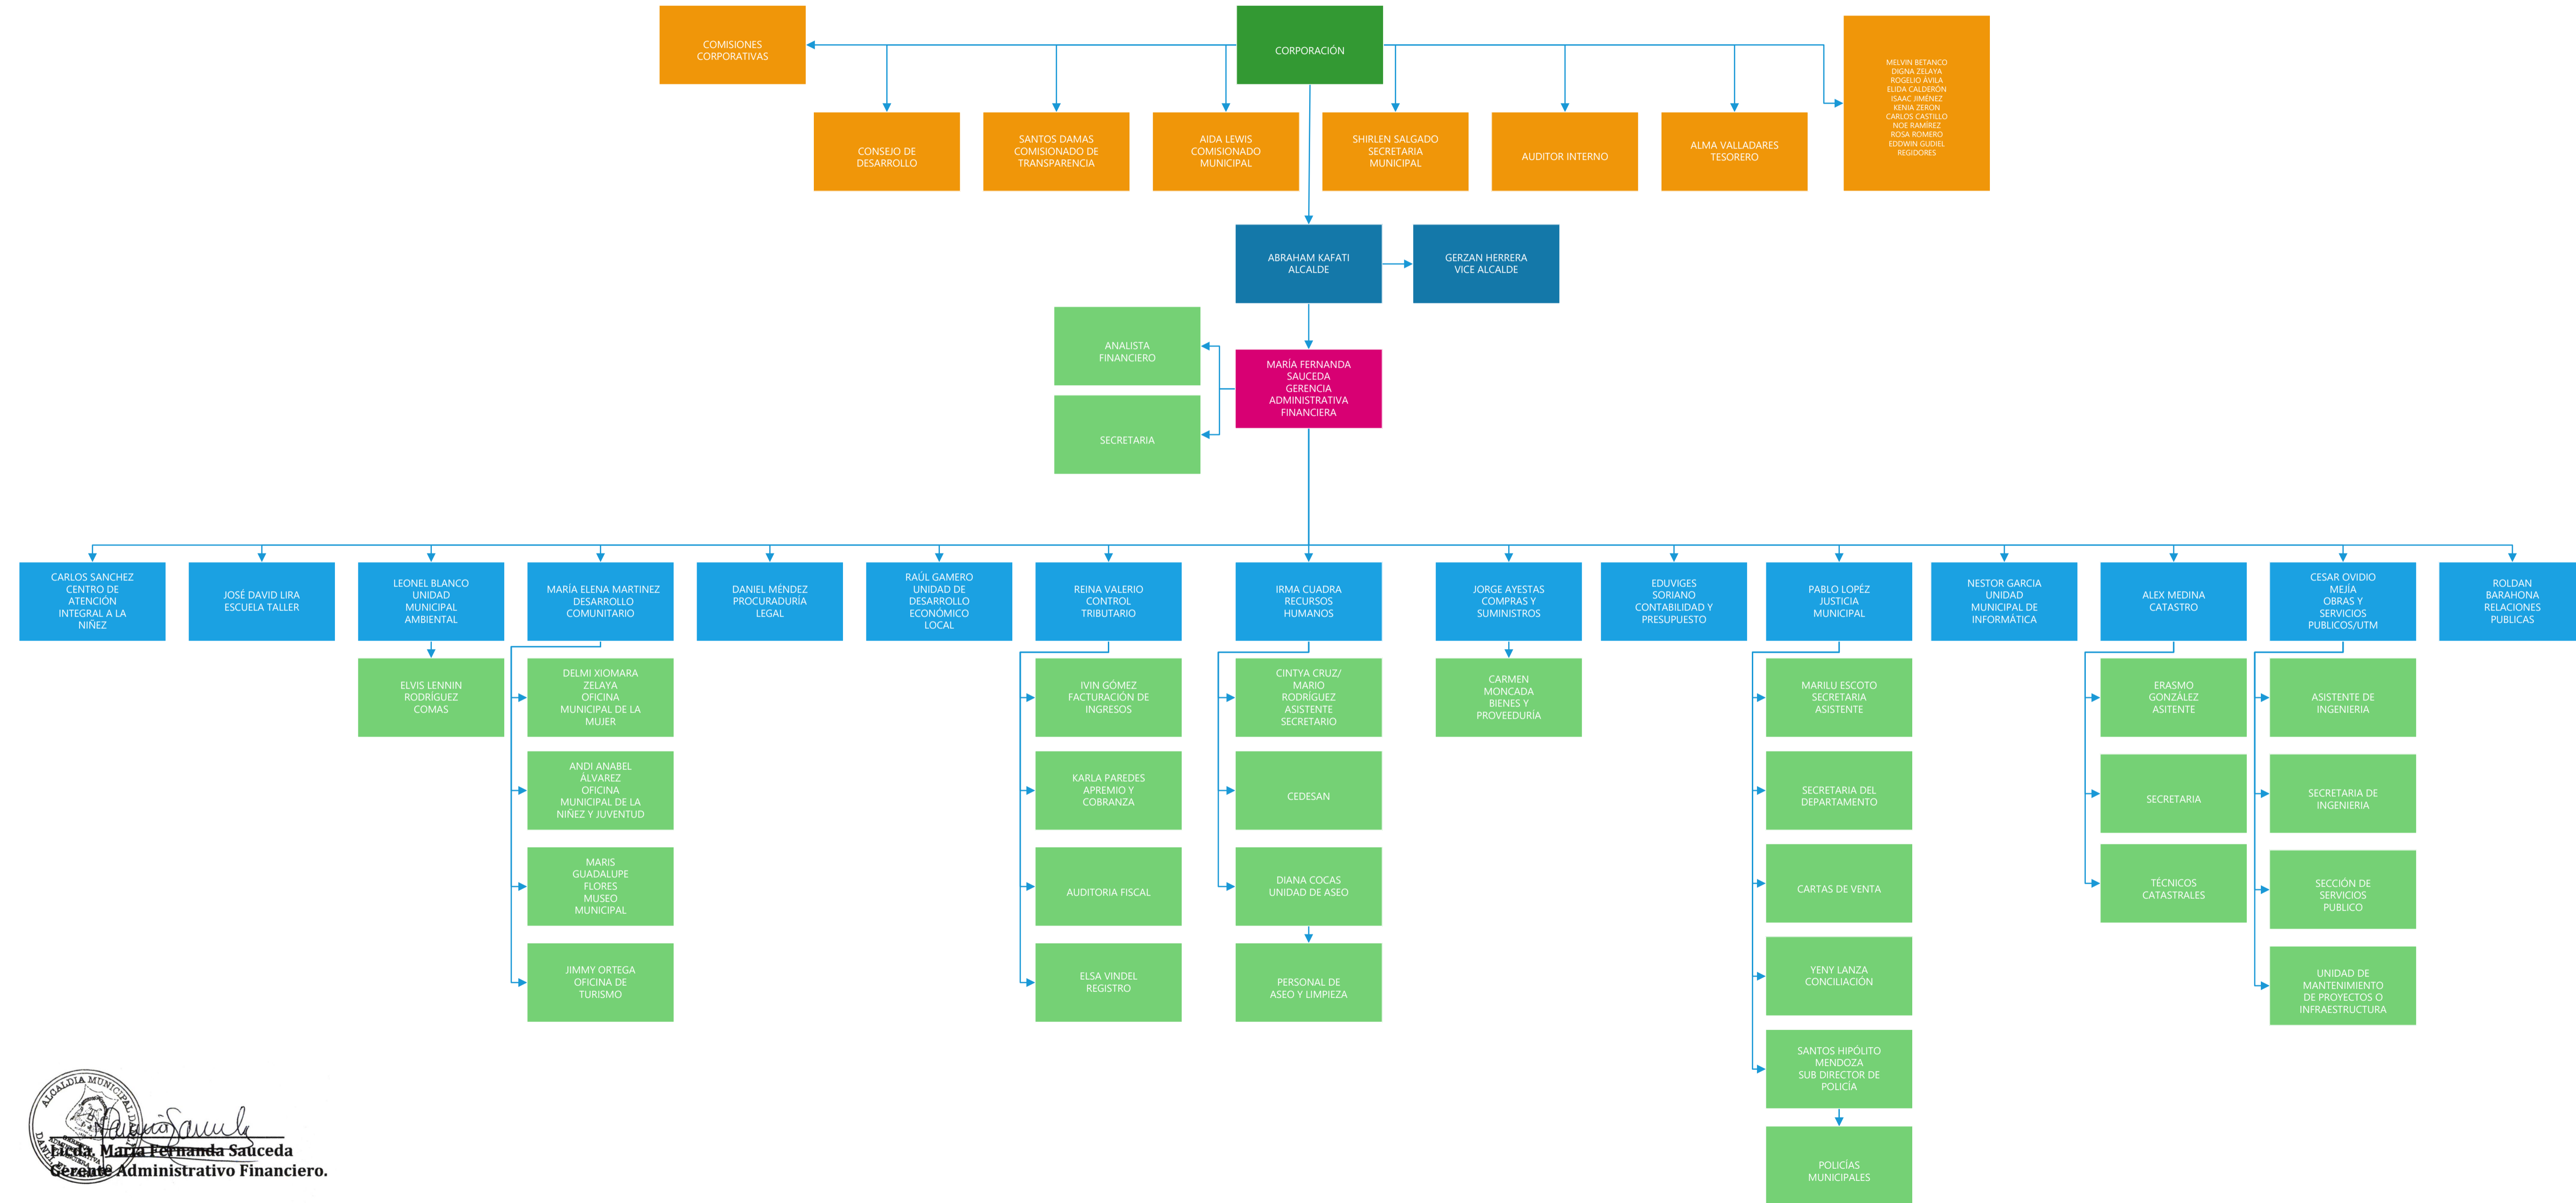 COMISIONES
CORPORATIVAS
CORPORACIÓN
MELVIN BETANCO
DIGNA ZELAYA
ROGELIO ÁVILA
ELIDA CALDERÓN
ISAAC JIMÉNEZ
KENIA ZERON
CARLOS CASTILLO
NOE RAMÍREZ
ROSA ROMERO
EDDWIN GUDIEL
REGIDORES
CONSEJO DE
DESARROLLO
SANTOS DAMAS
COMISIONADO DE
TRANSPARENCIA
AIDA LEWIS
COMISIONADO
MUNICIPAL
SHIRLEN SALGADO
SECRETARIA
MUNICIPAL
AUDITOR INTERNO
ALMA VALLADARES
TESORERO
ABRAHAM KAFATI
ALCALDE
GERZAN HERRERA
VICE ALCALDE
ANALISTA
FINANCIERO
MARÍA FERNANDA
SAUCEDA
GERENCIA
ADMINISTRATIVA
FINANCIERA
SECRETARIA
CARLOS SANCHEZ
CENTRO DE
ATENCIÓN
INTEGRAL A LA
NIÑEZ
JOSÉ DAVID LIRA
ESCUELA TALLER
LEONEL BLANCO
UNIDAD
MUNICIPAL
AMBIENTAL
MARÍA ELENA MARTINEZ
DESARROLLO
COMUNITARIO
DANIEL MÉNDEZ
PROCURADURÍA
LEGAL
RAÚL GAMERO
UNIDAD DE
DESARROLLO
ECONÓMICO
LOCAL
REINA VALERIO
CONTROL
TRIBUTARIO
IRMA CUADRA
RECURSOS
HUMANOS
JORGE AYESTAS
COMPRAS Y
SUMINISTROS
EDUVIGES
SORIANO
CONTABILIDAD Y
PRESUPUESTO
PABLO LOPÉZ
JUSTICIA
MUNICIPAL
NESTOR GARCIA
UNIDAD
MUNICIPAL DE
INFORMÁTICA
ALEX MEDINA
CATASTRO
CESAR OVIDIO
MEJÍA
OBRAS Y
SERVICIOS
PUBLICOS/UTM
ROLDAN
BARAHONA
RELACIONES
PUBLICAS
ELVIS LENNIN
RODRÍGUEZ
COMAS
DELMI XIOMARA
ZELAYA
OFICINA
MUNICIPAL DE LA
MUJER
IVIN GÓMEZ
FACTURACIÓN DE
INGRESOS
CINTYA CRUZ/
MARIO
RODRÍGUEZ
ASISTENTE
SECRETARIO
CARMEN
MONCADA
BIENES Y
PROVEEDURÍA
MARILU ESCOTO
SECRETARIA
ASISTENTE
ERASMO
GONZÁLEZ
ASITENTE
ASISTENTE DE
INGENIERIA
ANDI ANABEL
ÁLVAREZ
OFICINA
MUNICIPAL DE LA
NIÑEZ Y JUVENTUD
KARLA PAREDES
APREMIO Y
COBRANZA
CEDESAN
SECRETARIA DEL
DEPARTAMENTO
SECRETARIA
SECRETARIA DE
INGENIERIA
MARIS
GUADALUPE
FLORES
MUSEO
MUNICIPAL
AUDITORIA FISCAL
DIANA COCAS
UNIDAD DE ASEO
CARTAS DE VENTA
TÉCNICOS
CATASTRALES
SECCIÓN DE
SERVICIOS
PUBLICO
JIMMY ORTEGA
OFICINA DE
TURISMO
ELSA VINDEL
REGISTRO
PERSONAL DE
ASEO Y LIMPIEZA
YENY LANZA
CONCILIACIÓN
UNIDAD DE
MANTENIMIENTO
DE PROYECTOS O
INFRAESTRUCTURA
SANTOS HIPÓLITO
MENDOZA
SUB DIRECTOR DE
POLICÍA
POLICÍAS
MUNICIPALES
ALCALDIA MUNICIPAL
Licda. María Fernanda Sauceda
Gerente Administrativo Financiero.